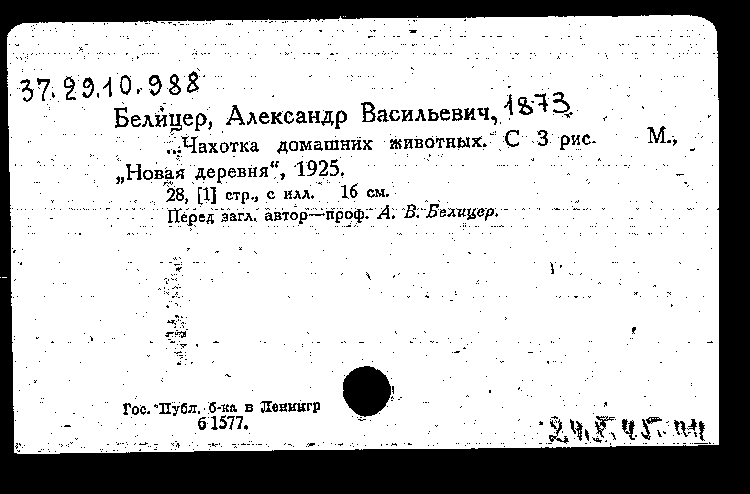 37.29.10.988
Белицер, Александр Васильевич, 1873.
...Чахотка домашних животных. С 3 рис. М.,
„Новая деревня“, 1925.
28, [1] стр., с илл. 16 см.
Перед загл. автор—проф. А. В. Белицер.
Гос. Публ. б-ка в Ленингр
б 1577.